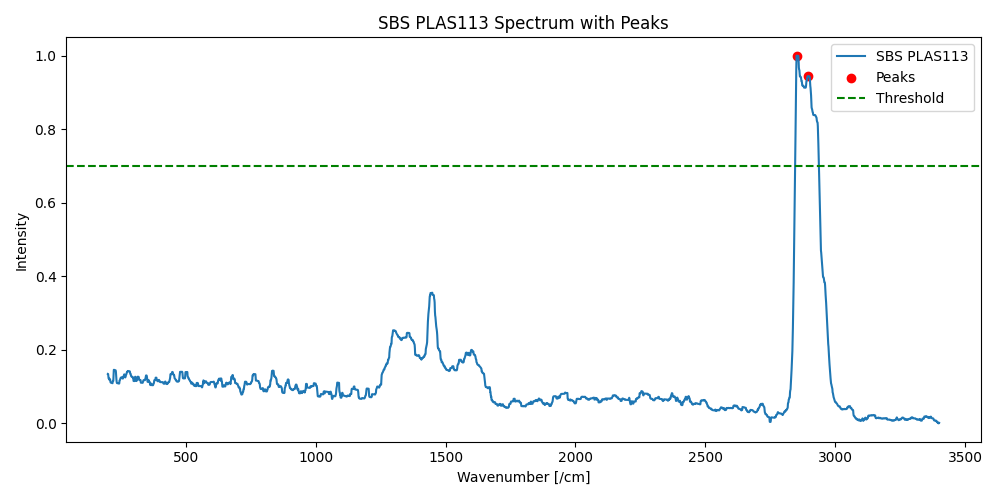 SBS PLAS113 Spectrum with Peaks
SBS PLAS113
Peaks
Threshold
Intensity
1.0
0.8
0.6
0.4
0.2
0.0
500 1000 1500 2000 2500 3000 3500
Wavenumber [/cm]